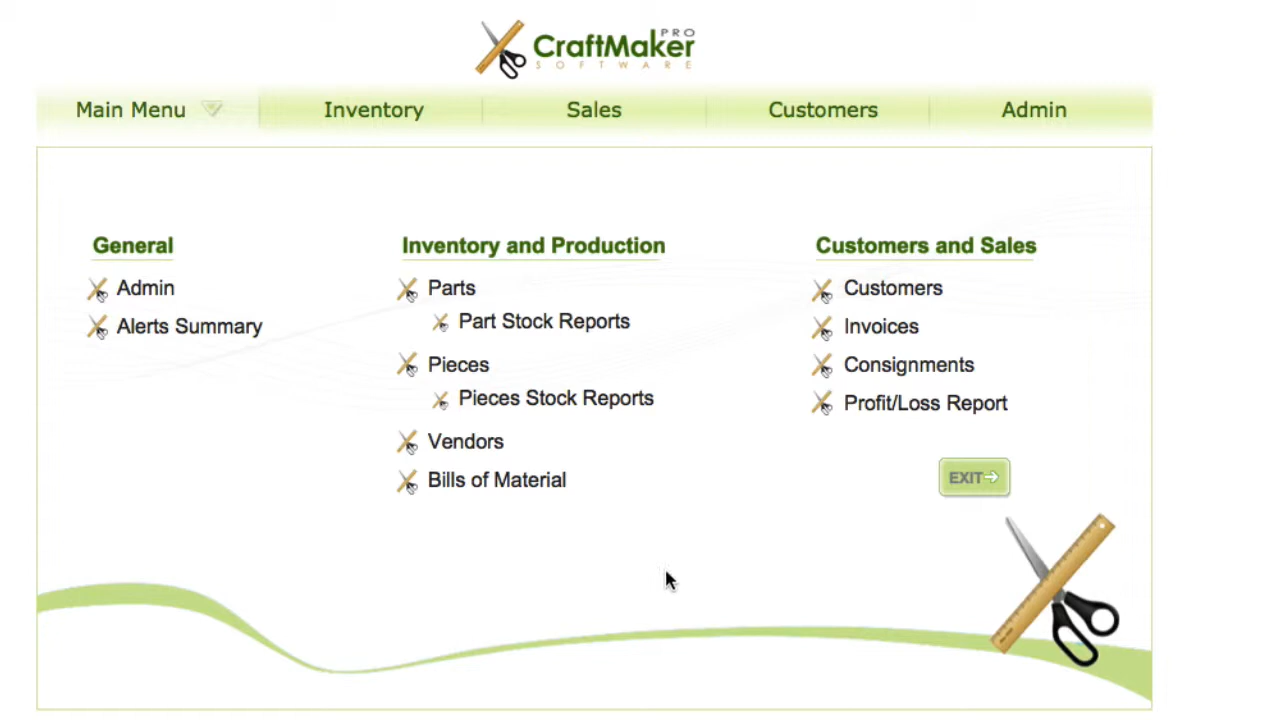 PRO
CraftMaker
SOFTWARE
Main Menu
Inventory
Sales
Customers
Admin
General
Admin
Alerts Summary
Inventory and Production
Parts
Part Stock Reports
Pieces
Pieces Stock Reports
Vendors
Bills of Material
Customers and Sales
Customers
Invoices
Consignments
Profit/Loss Report
EXIT